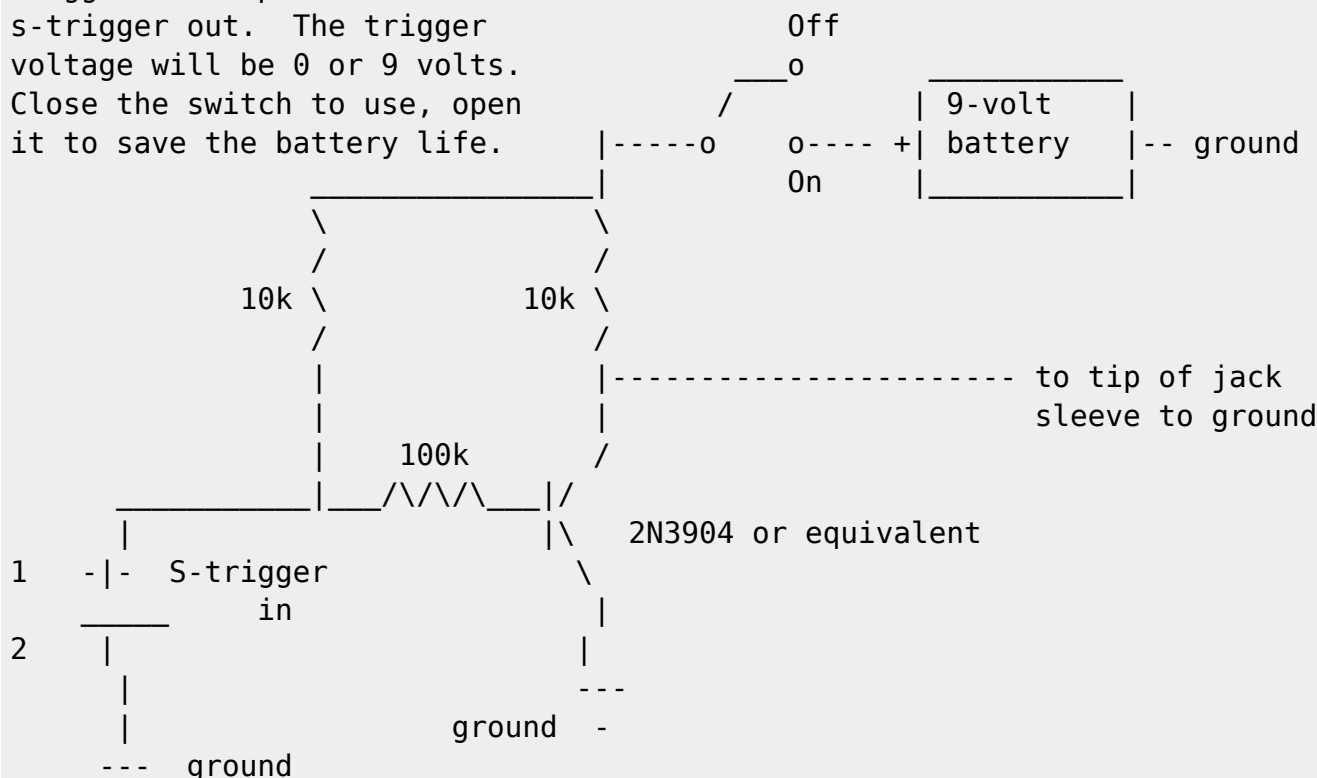 s-trigger out. The trigger
Off
voltage will be 0 or 9 volts.
Close the switch to use, open
9-volt
it to save the battery life.
+
battery
ground
On
10k
10k
to tip of jack
sleeve to ground
100k
2N3904 or equivalent
1
S-trigger
in
2
ground
ground